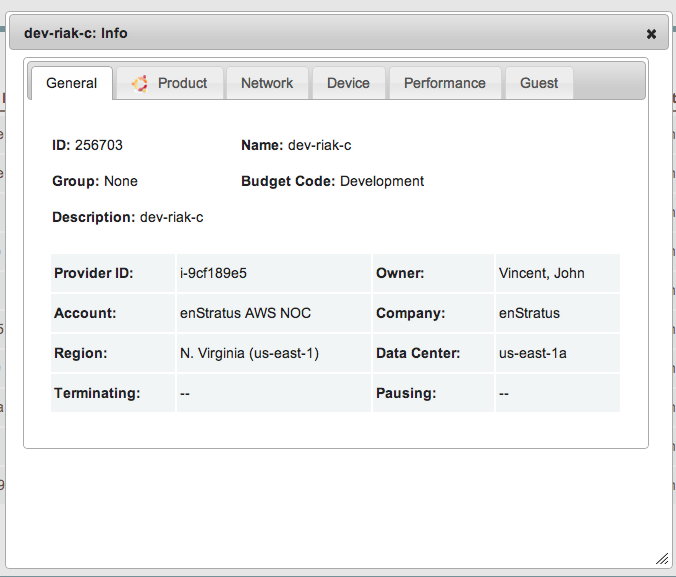 dev-riak-c: Info
General Product Network Device Performance Guest
ID: 256703 Name: dev-riak-c
Group: None Budget Code: Development
Description: dev-riak-c
Provider ID: i-9cf189e5 Owner: Vincent, John
Account: enStratus AWS NOC Company: enStratus
Region: N. Virginia (us-east-1) Data Center: us-east-1a
Terminating: -- Pausing: --